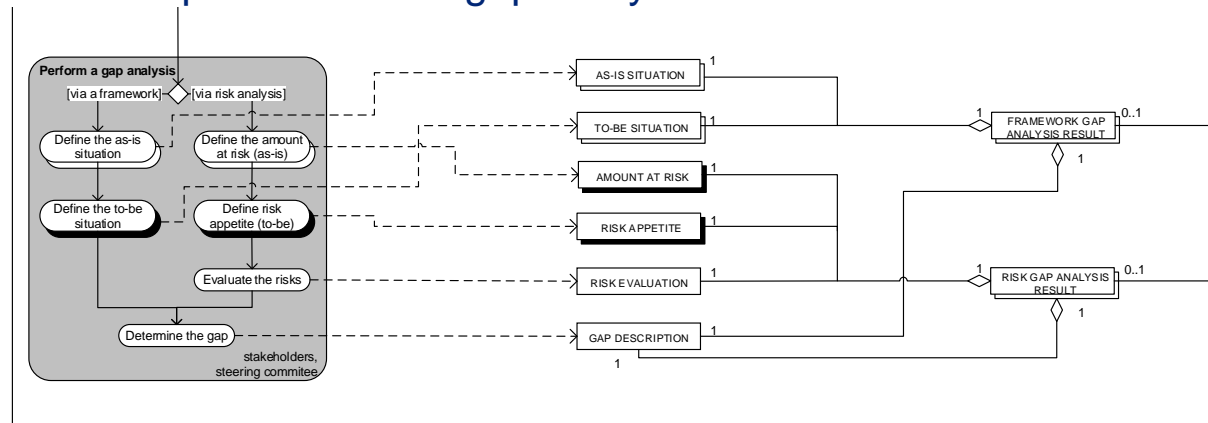 Perform a gap analysis
[via a framework]
[via risk analysis]
Define the as-is
situation
Define the amount
at risk (as-is)
Define the to-be
situation
Define risk
appetite (to-be)
Evaluate the risks
Determine the gap
stakeholders,
steering commitee
AS-IS SITUATION
1
TO-BE SITUATION
1
AMOUNT AT RISK
1
RISK APPETITE
1
RISK EVALUATION
1
GAP DESCRIPTION
1
1
1
FRAMEWORK GAP
ANALYSIS RESULT
0..1
1
1
RISK GAP ANALYSIS
RESULT
0..1
1